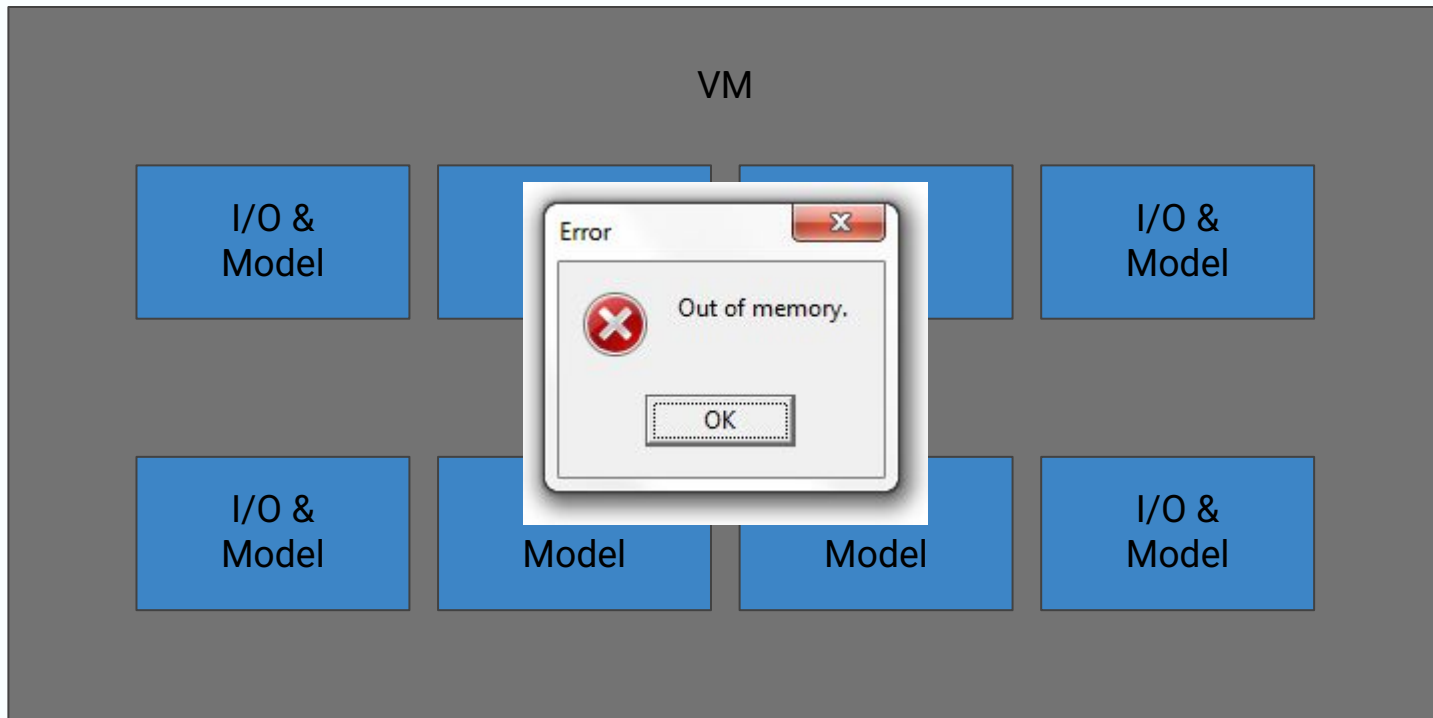 VM
I/O &
Model
I/O &
Model
Error
Out of memory.
OK
I/O &
Model
Model
Model
I/O &
Model